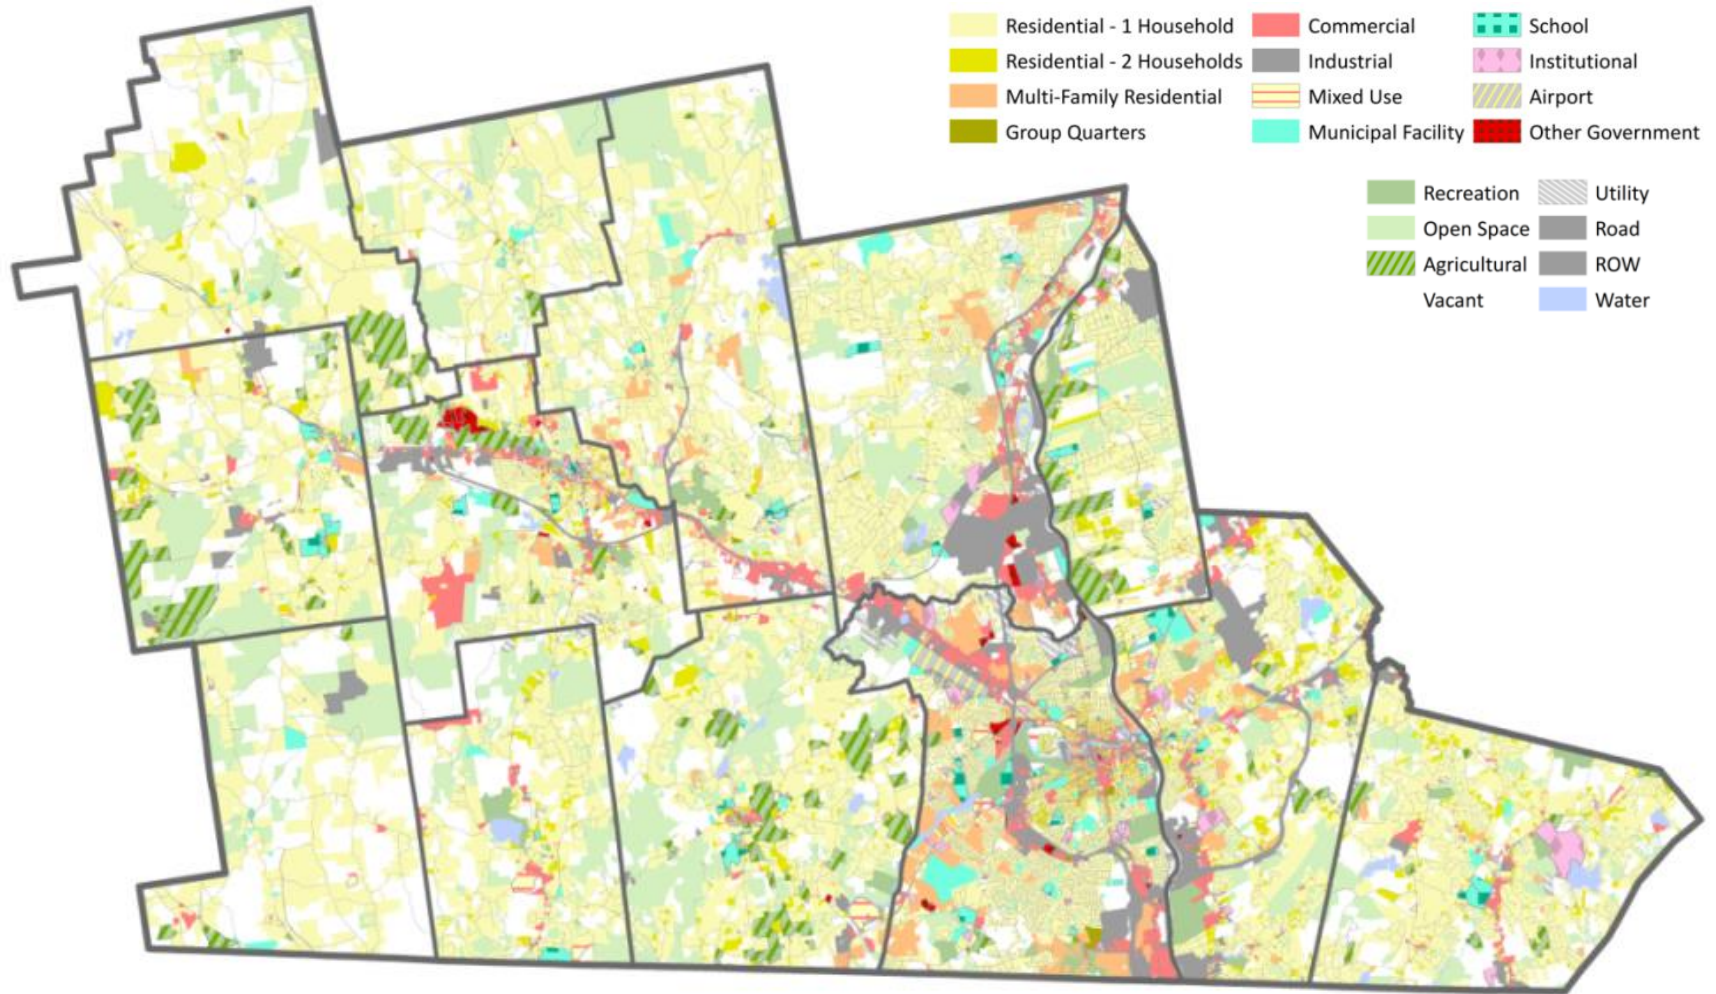 Residential - 1 Household
Residential - 2 Households
Multi-Family Residential
Group Quarters
Commercial
Industrial
Mixed Use
Municipal Facility
School
Institutional
Airport
Other Government
Recreation
Open Space
Agricultural
Vacant
Utility
Road
ROW
Water